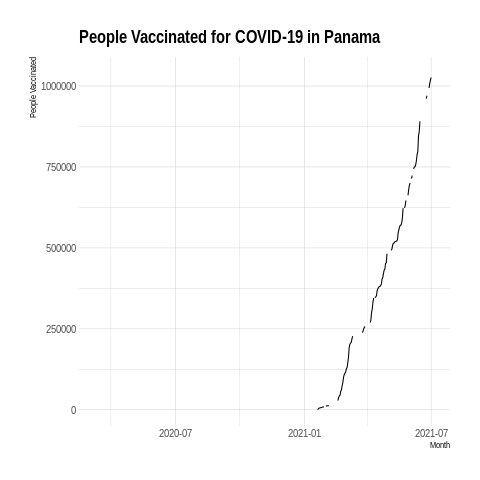 People Vaccinated for COVID-19 in Panama
People Vaccinated
1000000
750000
500000
250000
0
2020-07 2021-01 2021-07
Month